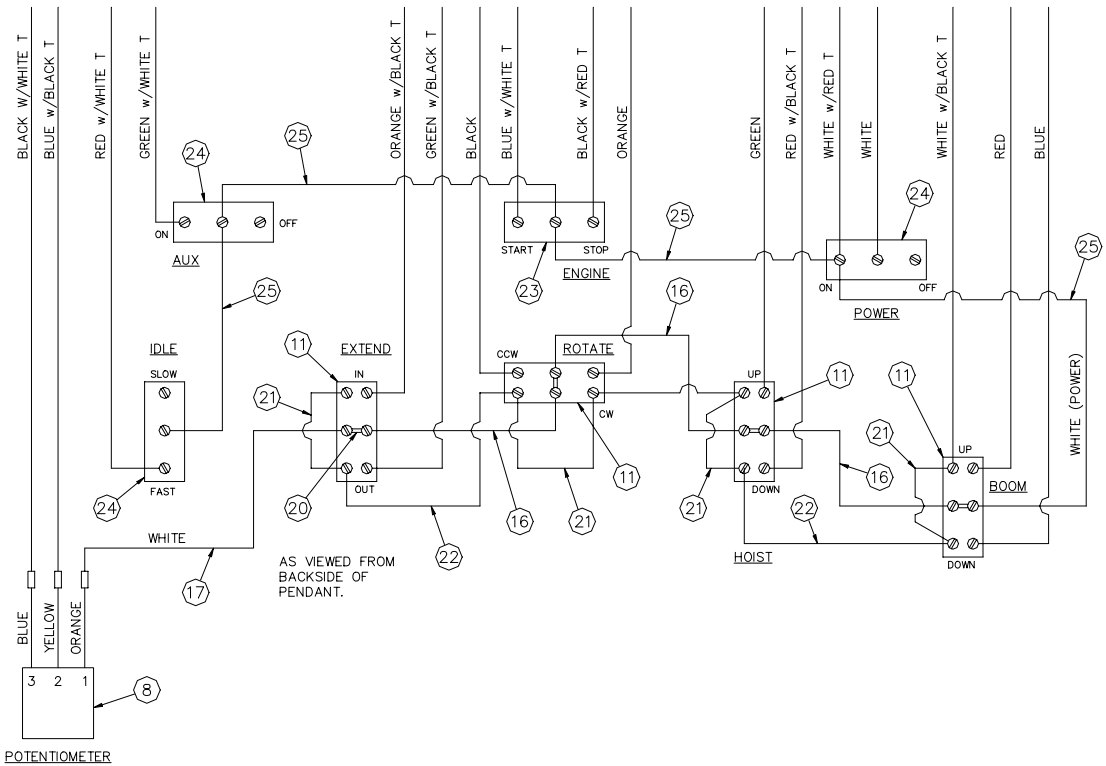 BLACK w/WHITE T
BLUE w/BLACK T
RED w/WHITE T
GREEN w/WHITE T
ORANGE w/BLACK T
GREEN w/BLACK T
BLACK
BLUE w/WHITE T
BLACK w/RED T
ORANGE
GREEN
RED w/BLACK T
WHITE w/RED T
WHITE
WHITE w/BLACK T
RED
BLUE
24
25
ON
OFF
AUX
START
STOP
23
ENGINE
25
24
ON
OFF
POWER
25
25
16
IDLE
SLOW
FAST
24
11
EXTEND
IN
OUT
21
20
CCW
ROTATE
CW
11
16
21
22
UP
11
DOWN
21
HOIST
16
22
11
21
UP
BOOM
DOWN
WHITE (POWER)
WHITE
17
AS VIEWED FROM
BACKSIDE OF
PENDANT.
BLUE
YELLOW
ORANGE
3 2 1
8
POTENTIOMETER